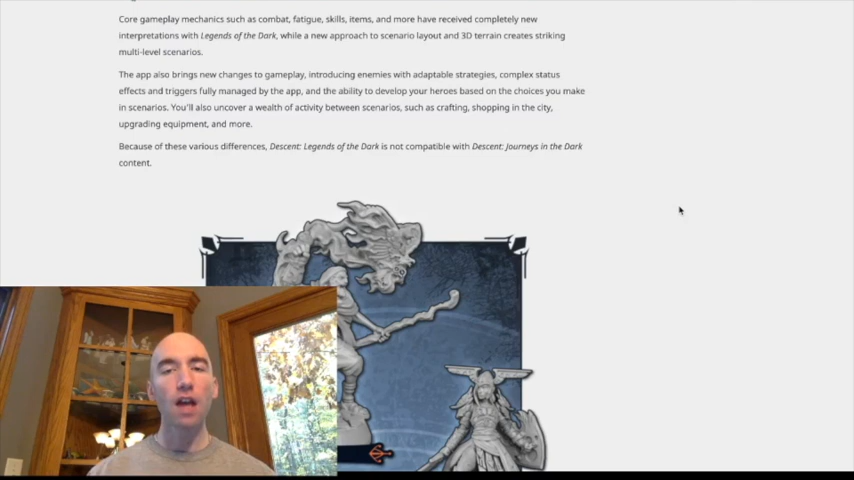 Core gameplay mechanics such as combat, fatigue, skills, items, and more have received completely new
interpretations with Legends of the Dark, while a new approach to scenario layout and 3D terrain creates striking
multi-level scenarios.
The app also brings new changes to gameplay, introducing enemies with adaptable strategies, complex status
effects and triggers fully managed by the app, and the ability to develop your heroes based on the choices you make
in scenarios. You'll also uncover a wealth of activity between scenarios, such as crafting, shopping in the city,
upgrading equipment, and more.
Because of these various differences, Descent: Legends of the Dark is not compatible with Descent: Journeys in the Dark
content.